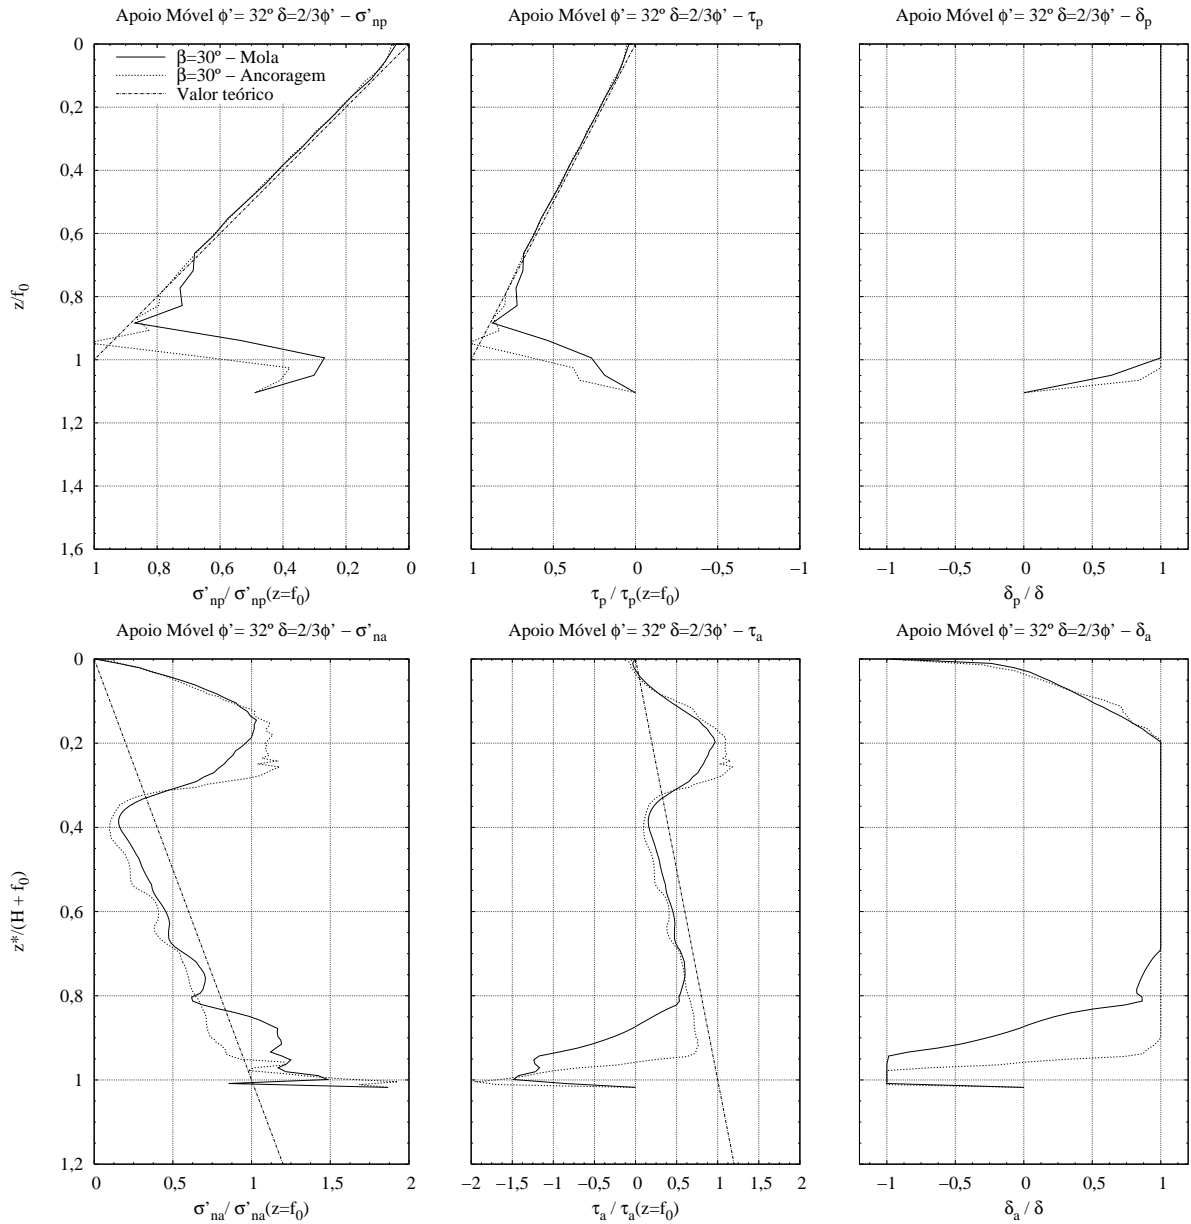 Apoio Móvel ϕ'= 32º δ=2/3ϕ' − σ'np
0
0,2
0,4
0,6
0,8
1
1,2
1,4
1,6
z/f0
β=30º − Mola
β=30º − Ancoragem
Valor teórico
1 0,8 0,6 0,4 0,2 0
σ'np/ σ'np(z=f0)
Apoio Móvel ϕ'= 32º δ=2/3ϕ' − τp
1 0,5 0 −0,5 −1
τp / τp(z=f0)
Apoio Móvel ϕ'= 32º δ=2/3ϕ' − δp
−1 −0,5 0 0,5 1
δp / δ
Apoio Móvel ϕ'= 32º δ=2/3ϕ' − σ'na
0
0,2
0,4
0,6
0,8
1
1,2
z*/(H + f0)
0 0,5 1 1,5 2
σ'na/ σ'na(z=f0)
Apoio Móvel ϕ'= 32º δ=2/3ϕ' − τa
−2 −1,5 −1 −0,5 0 0,5 1 1,5 2
τa / τa(z=f0)
Apoio Móvel ϕ'= 32º δ=2/3ϕ' − δa
−1 −0,5 0 0,5 1
δa / δ